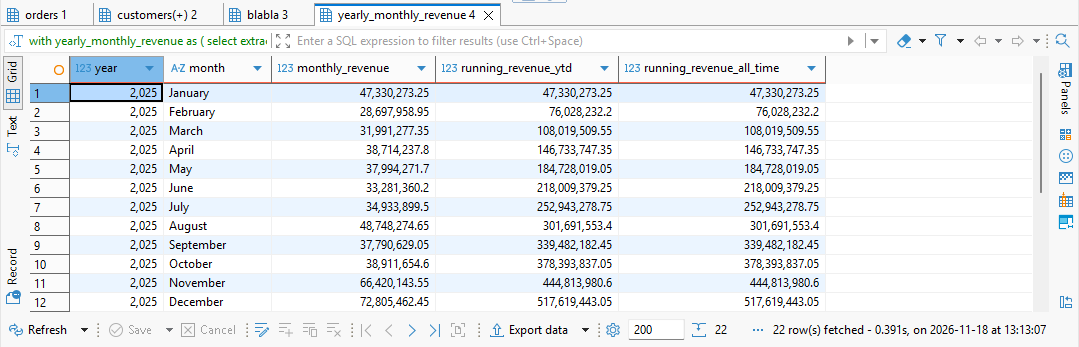 orders 1 customers(+) 2 blabla 3 yearly_monthly_revenue 4
with yearly_monthly_revenue as ( select extra Enter a SQL expression to filter results (use Ctrl+Space)
Grid
Text
Record
Panels
123 year A-Z month 123 monthly_revenue 123 running_revenue_ytd 123 running_revenue_all_time
1 2,025 January 47,330,273.25 47,330,273.25 47,330,273.25
2 2,025 February 28,697,958.95 76,028,232.2 76,028,232.2
3 2,025 March 31,991,277.35 108,019,509.55 108,019,509.55
4 2,025 April 38,714,237.8 146,733,747.35 146,733,747.35
5 2,025 May 37,994,271.7 184,728,019.05 184,728,019.05
6 2,025 June 33,281,360.2 218,009,379.25 218,009,379.25
7 2,025 July 34,933,899.5 252,943,278.75 252,943,278.75
8 2,025 August 48,748,274.65 301,691,553.4 301,691,553.4
9 2,025 September 37,790,629.05 339,482,182.45 339,482,182.45
10 2,025 October 38,911,654.6 378,393,837.05 378,393,837.05
11 2,025 November 66,420,143.55 444,813,980.6 444,813,980.6
12 2,025 December 72,805,462.45 517,619,443.05 517,619,443.05
Refresh Save Cancel Export data 200 22 ... 22 row(s) fetched - 0.391s, on 2026-11-18 at 13:13:07